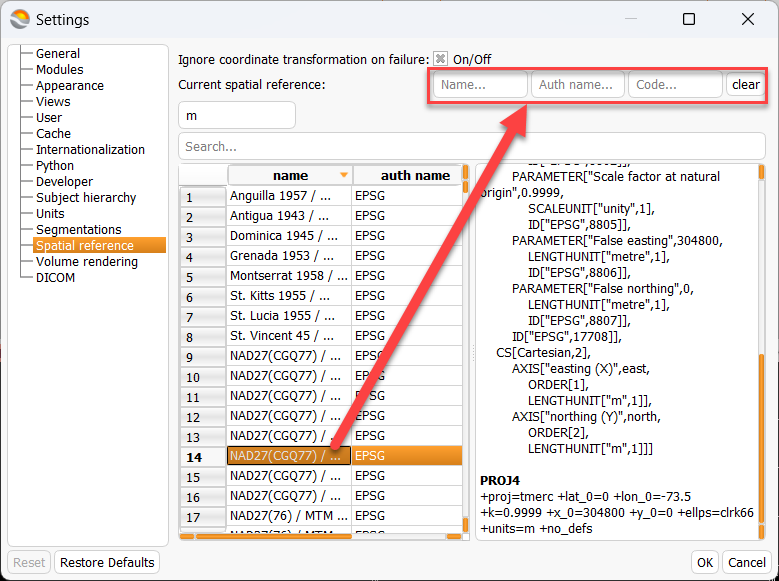 Settings
General
Modules
Appearance
Views
User
Cache
Internationalization
Python
Developer
Subject hierarchy
Units
Segmentations
Spatial reference
Volume rendering
DICOM
Ignore coordinate transformation on failure: On/Off
Current spatial reference:
Name... Auth name... Code... clear
m
Search...
name auth name
1 Anguilla 1957 / ... EPSG
2 Antigua 1943 / ... EPSG
3 Dominica 1945 / ... EPSG
4 Grenada 1953 / ... EPSG
5 Montserrat 1958 / ... EPSG
6 St. Kitts 1955 / ... EPSG
7 St. Lucia 1955 / ... EPSG
8 St. Vincent 45 / ... EPSG
9 NAD27(CGQ77) / ... EPSG
10 NAD27(CGQ77) / ... EPSG
11 NAD27(CGQ77) / ... EPSG
12 NAD27(CGQ77) / ... EPSG
13 NAD27(CGQ77) / ... EPSG
14 NAD27(CGQ77) / ... EPSG
15 NAD27(CGQ77) / ... EPSG
16 NAD27(CGQ77) / ... EPSG
17 NAD27(76) / MTM ... EPSG
PARAMETER["Scale factor at natural
origin",0.9999,
SCALEUNIT["unity",1],
ID["EPSG",8805]],
PARAMETER["False easting",304800,
LENGTHUNIT["metre",1],
ID["EPSG",8806]],
PARAMETER["False northing",0,
LENGTHUNIT["metre",1],
ID["EPSG",8807]],
ID["EPSG",17708]],
CS[Cartesian,2],
AXIS["easting (X)",east,
ORDER[1],
LENGTHUNIT["m",1]],
AXIS["northing (Y)",north,
ORDER[2],
LENGTHUNIT["m",1]]]
PROJ4
+proj=tmerc +lat_0=0 +lon_0=-73.5
+k=0.9999 +x_0=304800 +y_0=0 +ellps=clrk66
+units=m +no_defs
Reset Restore Defaults OK Cancel